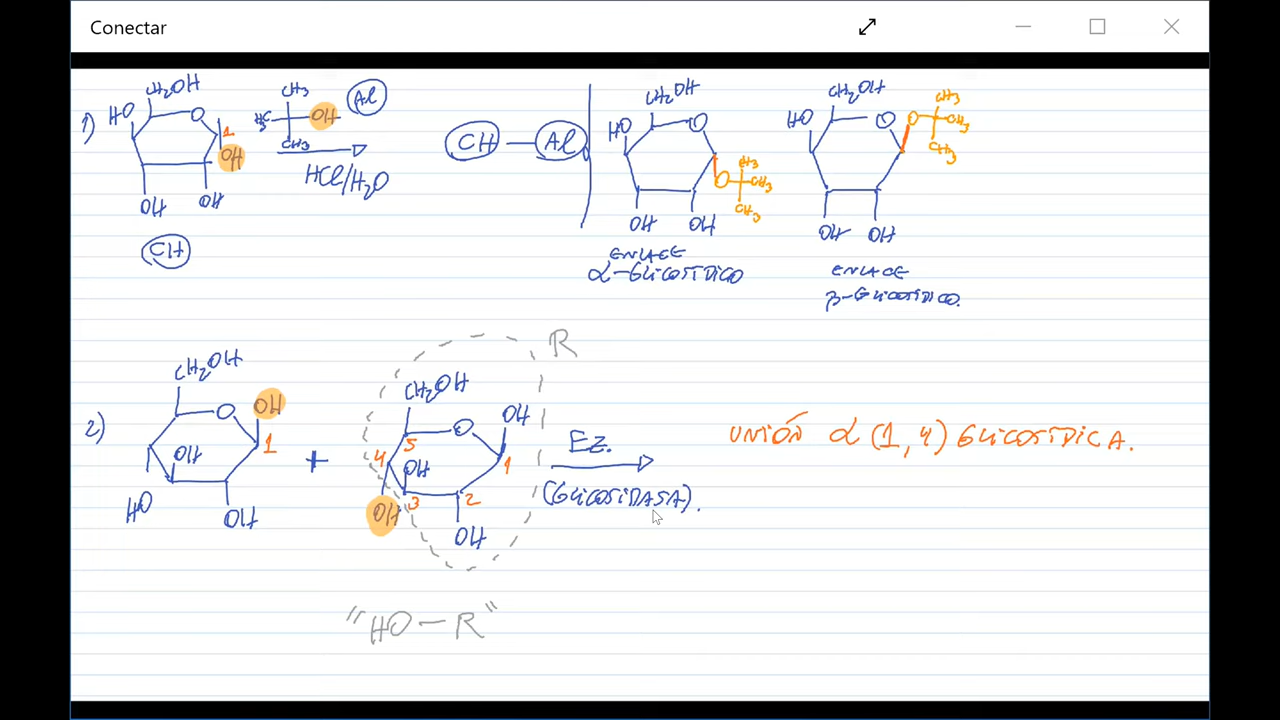 Conectar
1)
CH2OH
HO
O
1
OH
OH
OH
CH
CH3
OH
CH3
Al
HCl/H2O
CH — Al
CH2OH
HO
O
O
CH3
CH3
CH3
OH
OH
ENLACE
α-GLICOSÍDICO
CH2OH
HO
O
O
CH3
CH3
CH3
OH
OH
ENLACE
β-GLICOSÍDICO.
2)
CH2OH
O
OH
1
OH
HO
OH
+
R
CH2OH
O
OH
5
4
OH
1
3
2
OH
OH
EZ.
(GLICOSIDASA).
UNIÓN α (1,4) GLICOSÍDICA.
"HO — R"